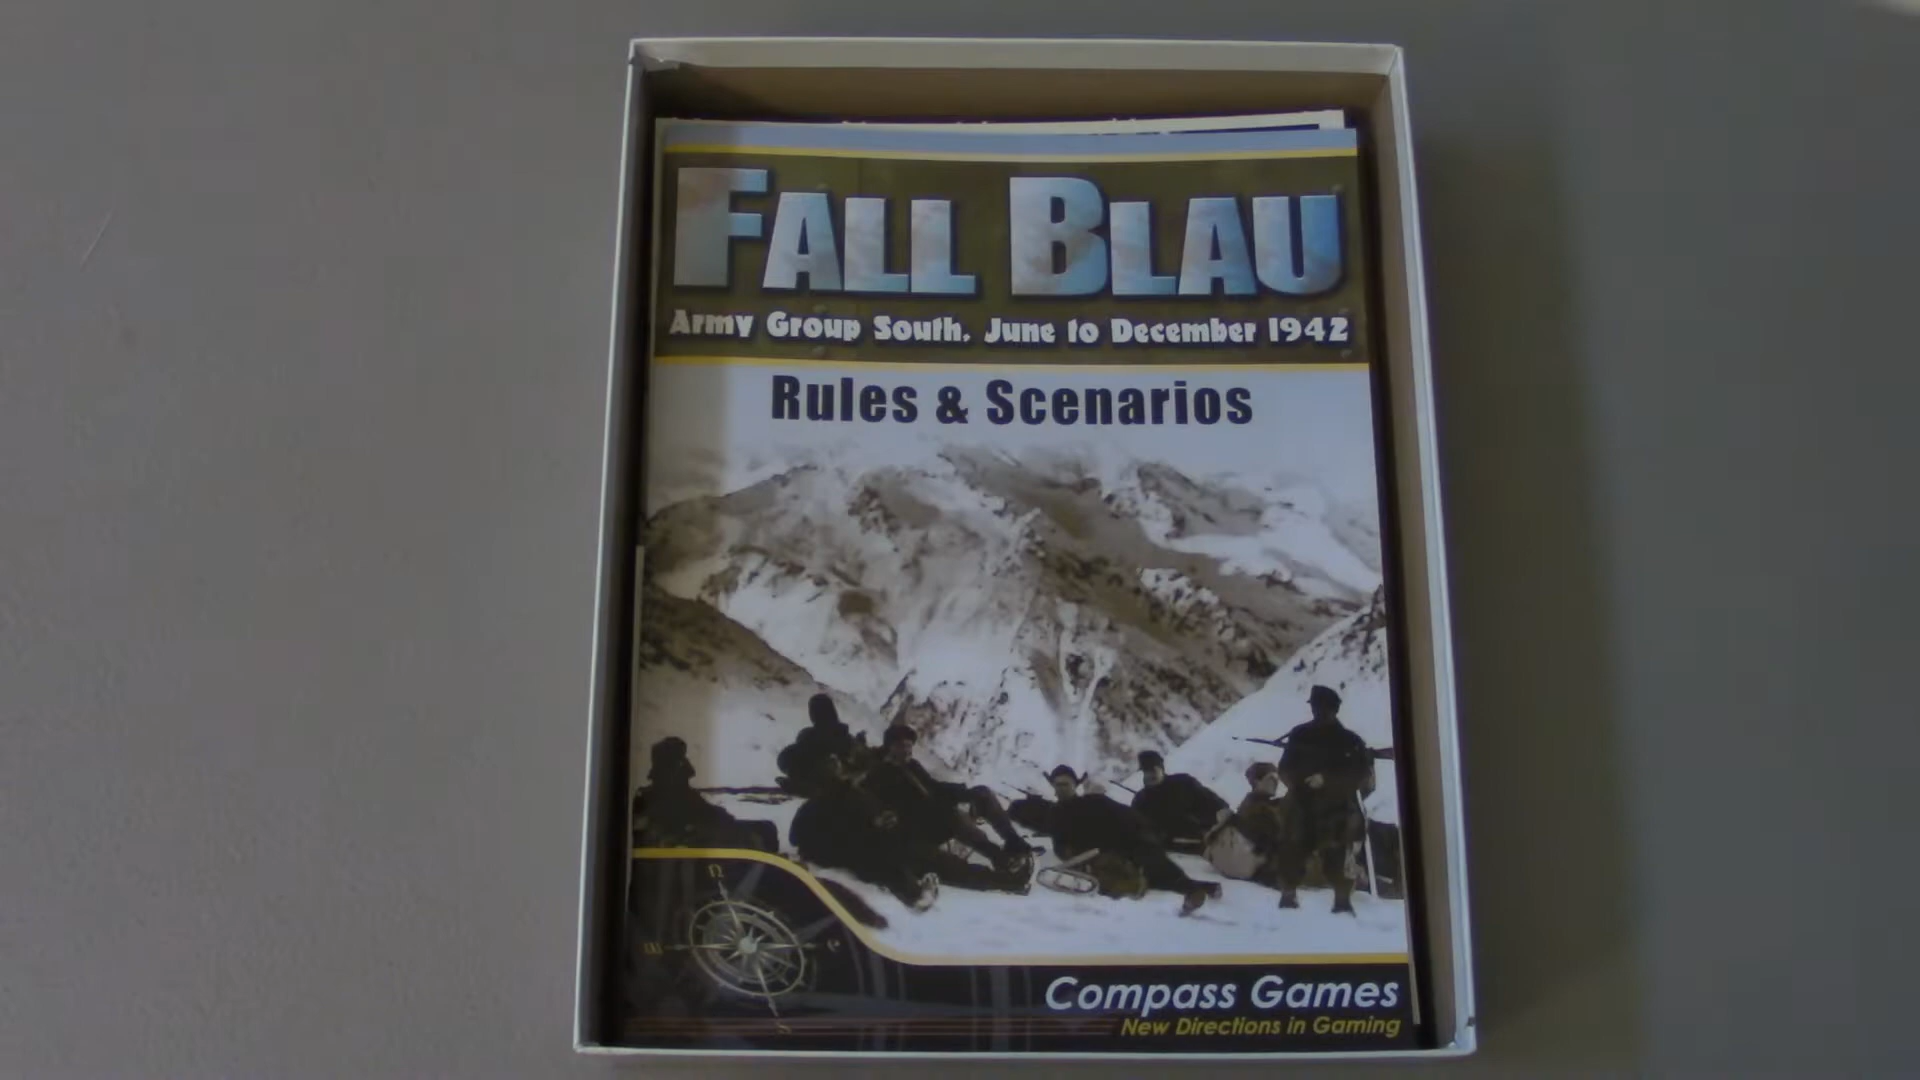 FALL BLAU
Army Group South, June to December 1942
Rules & Scenarios
Compass Games
New Directions in Gaming